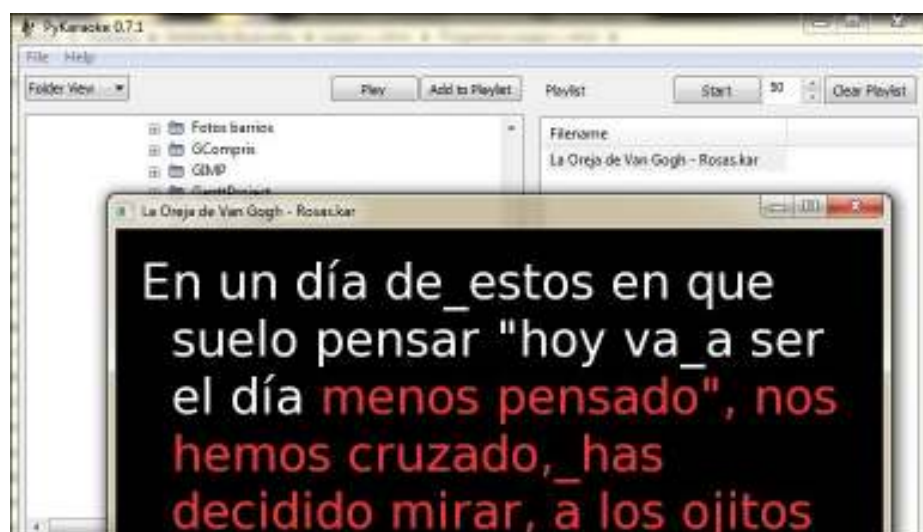 PyKaraoke 0.7.1
File Help
Folder View Play Add to Playlist Playlist Start 90 Clear Playlist
Fotos barrios
GCompris
GIMP
GanttProject
Filename
La Oreja de Van Gogh - Rosas.kar
La Oreja de Van Gogh - Rosas.kar
En un día de_estos en que
suelo pensar "hoy va_a ser
el día menos pensado", nos
hemos cruzado,_has
decidido mirar, a los ojitos